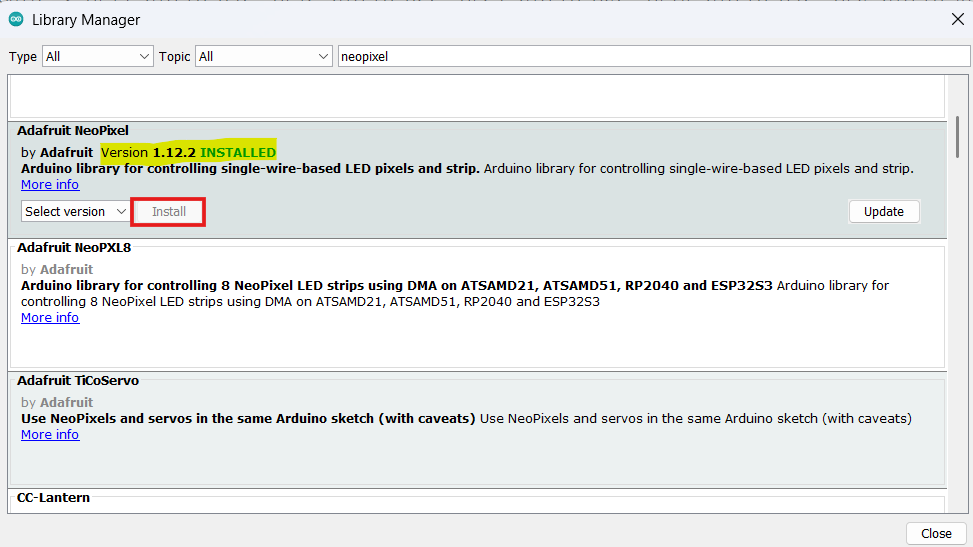 Library Manager
Type All Topic All neopixel
Adafruit NeoPixel
by Adafruit Version 1.12.2 INSTALLED
Arduino library for controlling single-wire-based LED pixels and strip. Arduino library for controlling single-wire-based LED pixels and strip.
More info
Select version Install Update
Adafruit NeoPXL8
by Adafruit
Arduino library for controlling 8 NeoPixel LED strips using DMA on ATSAMD21, ATSAMD51, RP2040 and ESP32S3 Arduino library for
controlling 8 NeoPixel LED strips using DMA on ATSAMD21, ATSAMD51, RP2040 and ESP32S3
More info
Adafruit TiCoServo
by Adafruit
Use NeoPixels and servos in the same Arduino sketch (with caveats) Use NeoPixels and servos in the same Arduino sketch (with caveats)
More info
CC-Lantern
Close